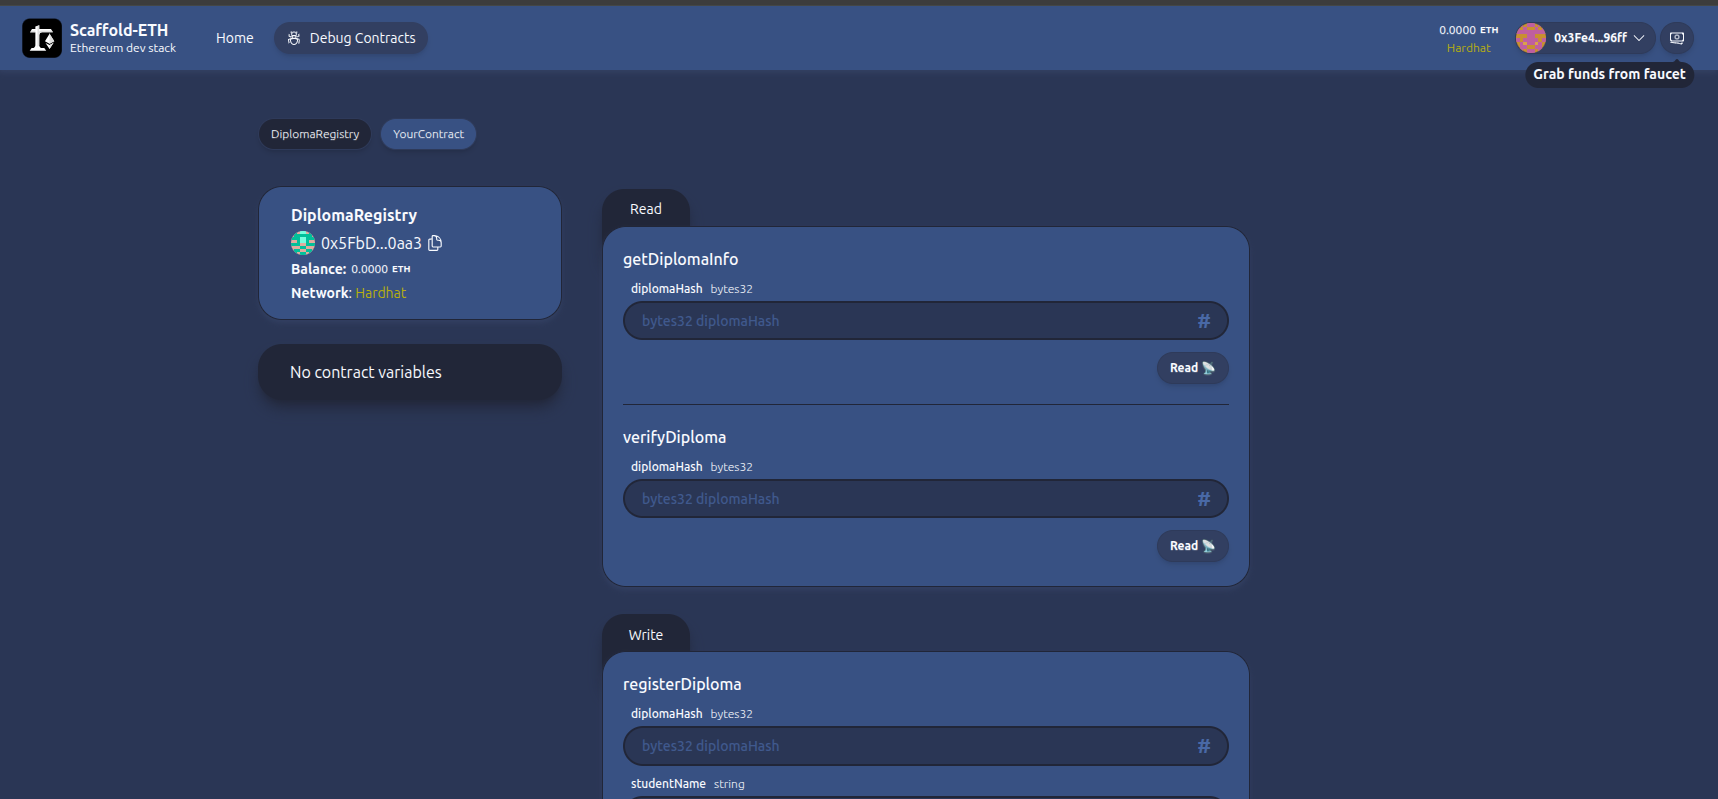 Scaffold-ETH
Ethereum dev stack
Home
Debug Contracts
0.0000 ETH
Hardhat
0x3Fe4...96ff
Grab funds from faucet
DiplomaRegistry
YourContract
DiplomaRegistry
0x5FbD...0aa3
Balance: 0.0000 ETH
Network: Hardhat
No contract variables
Read
getDiplomaInfo
diplomaHash bytes32
bytes32 diplomaHash #
Read
verifyDiploma
diplomaHash bytes32
bytes32 diplomaHash #
Read
Write
registerDiploma
diplomaHash bytes32
bytes32 diplomaHash #
studentName string